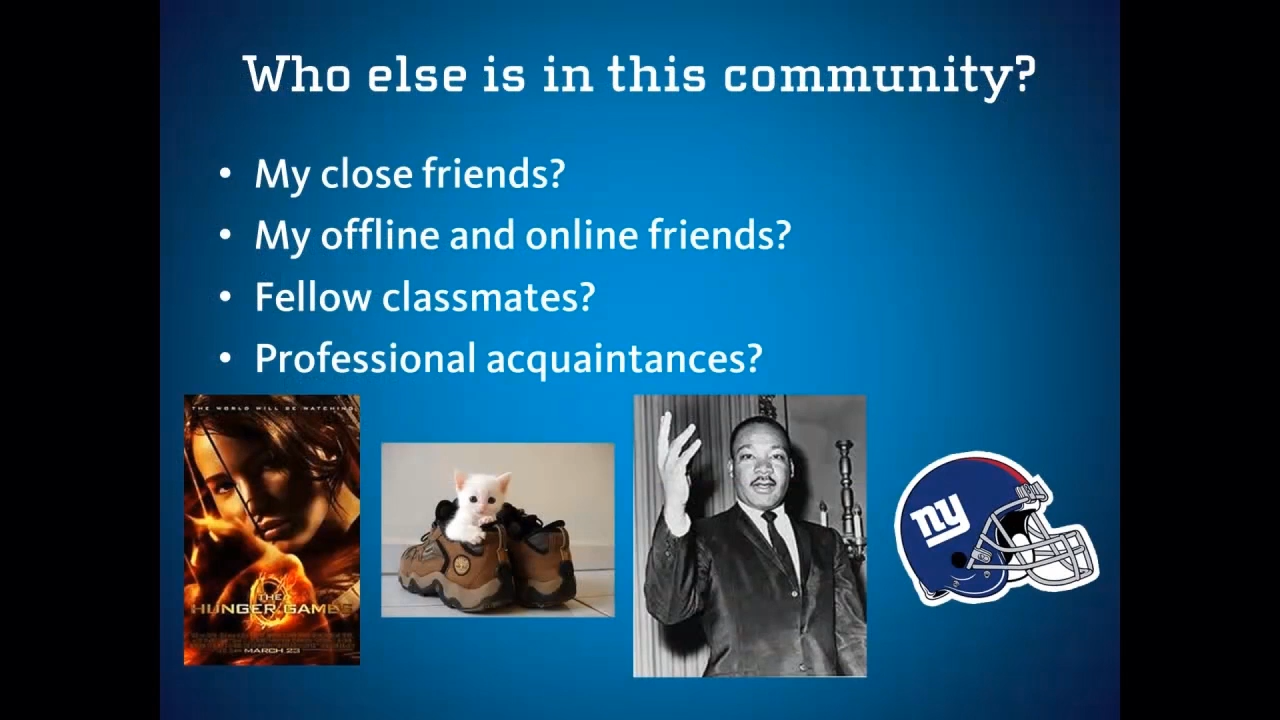 Who else is in this community?
• My close friends?
• My offline and online friends?
• Fellow classmates?
• Professional acquaintances?
THE WORLD WILL BE WATCHING
THE
HUNGER GAMES
MARCH 23
ny